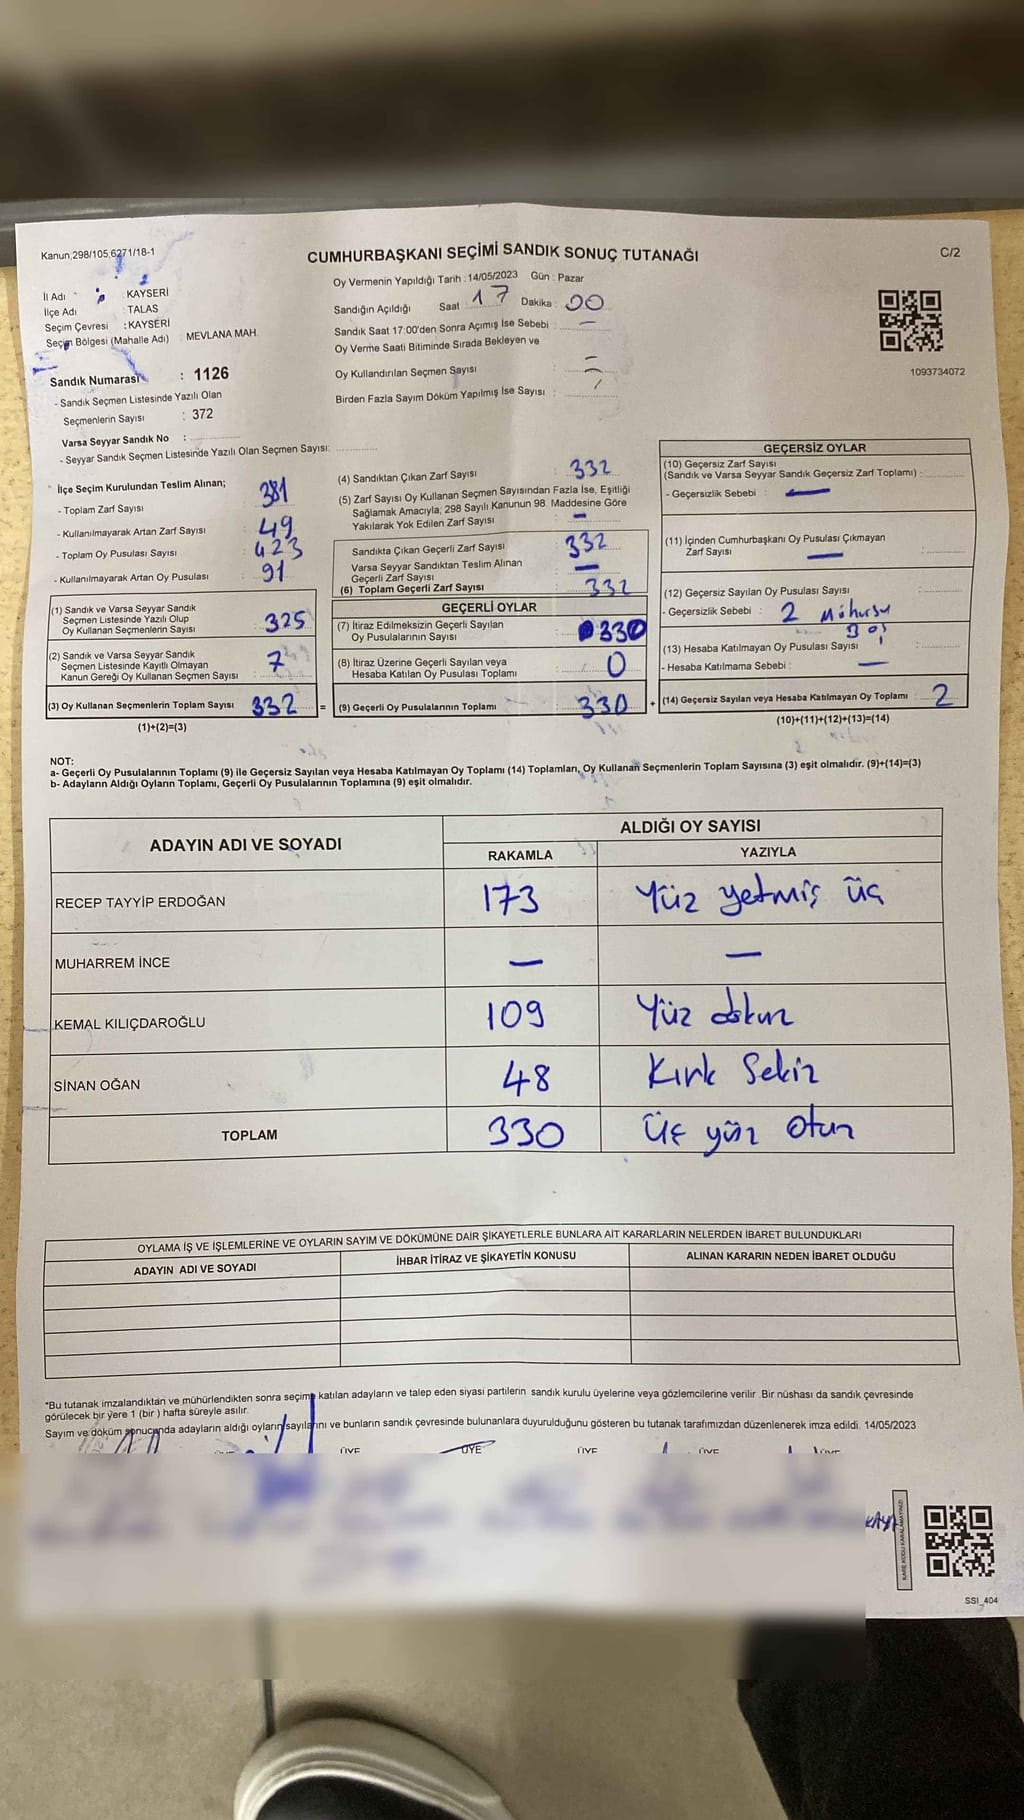 Kanun,298/105,6271/18-1
CUMHURBAŞKANI SEÇİMİ SANDIK SONUÇ TUTANAĞI
C/2
İl Adı : KAYSERİ
İlçe Adı TALAS
Seçim Çevresi : KAYSERİ
Seçim Bölgesi (Mahalle Adı) MEVLANA MAH.
Sandık Numarası : 1126
- Sandık Seçmen Listesinde Yazılı Olan
Seçmenlerin Sayısı : 372
Varsa Seyyar Sandık No :
- Seyyar Sandık Seçmen Listesinde Yazılı Olan Seçmen Sayısı:
Oy Vermenin Yapıldığı Tarih : 14/05/2023 Gün : Pazar
Sandığın Açıldığı Saat 17 Dakika : 00
Sandık Saat 17:00'den Sonra Açımış İse Sebebi : —
Oy Verme Saati Bitiminde Sırada Bekleyen ve
Oy Kullandırılan Seçmen Sayısı :
Birden Fazla Sayım Döküm Yapılmış İse Sayısı :
1093734072
İlçe Seçim Kurulundan Teslim Alınan;
- Toplam Zarf Sayısı : 381
- Kullanılmayarak Artan Zarf Sayısı : 49
- Toplam Oy Pusulası Sayısı : 423
- Kullanılmayarak Artan Oy Pusulası : 91
(1) Sandık ve Varsa Seyyar Sandık
Seçmen Listesinde Yazılı Olup
Oy Kullanan Seçmenlerin Sayısı : 325
(2) Sandık ve Varsa Seyyar Sandık
Seçmen Listesinde Kayıtlı Olmayan
Kanun Gereği Oy Kullanan Seçmen Sayısı : 7
(3) Oy Kullanan Seçmenlerin Toplam Sayısı 332 =
(1)+(2)=(3)
(4) Sandıktan Çıkan Zarf Sayısı : 332
(5) Zarf Sayısı Oy Kullanan Seçmen Sayısından Fazla İse, Eşitliği
Sağlamak Amacıyla; 298 Sayılı Kanunun 98. Maddesine Göre
Yakılarak Yok Edilen Zarf Sayısı : —
Sandıkta Çıkan Geçerli Zarf Sayısı : 332
Varsa Seyyar Sandıktan Teslim Alınan
Geçerli Zarf Sayısı —
(6) Toplam Geçerli Zarf Sayısı : 332
GEÇERLİ OYLAR
(7) İtiraz Edilmeksizin Geçerli Sayılan
Oy Pusulalarının Sayısı : 330
(8) İtiraz Üzerine Geçerli Sayılan veya
Hesaba Katılan Oy Pusulası Toplamı : 0
(9) Geçerli Oy Pusulalarının Toplamı : 330 +
GEÇERSİZ OYLAR
(10) Geçersiz Zarf Sayısı
(Sandık ve Varsa Seyyar Sandık Geçersiz Zarf Toplamı) :
- Geçersizlik Sebebi : —
(11) İçinden Cumhurbaşkanı Oy Pusulası Çıkmayan
Zarf Sayısı — :
(12) Geçersiz Sayılan Oy Pusulası Sayısı :
- Geçersizlik Sebebi : 2 Mühürsü
Boş
(13) Hesaba Katılmayan Oy Pusulası Sayısı :
- Hesaba Katılmama Sebebi : —
(14) Geçersiz Sayılan veya Hesaba Katılmayan Oy Toplamı : 2
(10)+(11)+(12)+(13)=(14)
NOT:
a- Geçerli Oy Pusulalarının Toplamı (9) ile Geçersiz Sayılan veya Hesaba Katılmayan Oy Toplamı (14) Toplamları, Oy Kullanan Seçmenlerin Toplam Sayısına (3) eşit olmalıdır. (9)+(14)=(3)
b- Adayların Aldığı Oyların Toplamı, Geçerli Oy Pusulalarının Toplamına (9) eşit olmalıdır.
ADAYIN ADI VE SOYADI
ALDIĞI OY SAYISI
RAKAMLA YAZIYLA
RECEP TAYYİP ERDOĞAN 173 Yüz yetmiş üç
MUHARREM İNCE — —
KEMAL KILIÇDAROĞLU 109 Yüz dokuz
SİNAN OĞAN 48 Kırk Sekiz
TOPLAM 330 Üç yüz Otuz
OYLAMA İŞ VE İŞLEMLERİNE VE OYLARIN SAYIM VE DÖKÜMÜNE DAİR ŞİKAYETLERLE BUNLARA AİT KARARLARIN NELERDEN İBARET BULUNDUKLARI
ADAYIN ADI VE SOYADI İHBAR İTİRAZ VE ŞİKAYETİN KONUSU ALINAN KARARIN NEDEN İBARET OLDUĞU
*Bu tutanak imzalandıktan ve mühürlendikten sonra seçime katılan adayların ve talep eden siyasi partilerin sandık kurulu üyelerine veya gözlemcilerine verilir .Bir nüshası da sandık çevresinde
görülecek bir yere 1 (bir ) hafta süreyle asılır.
Sayım ve döküm sonucunda adayların aldığı oyların sayılarını ve bunların sandık çevresinde bulunanlara duyurulduğunu gösteren bu tutanak tarafımızdan düzenlenerek imza edildi. 14/05/2023
ÜYE ÜYE ÜYE ÜYE ÜYE
KARE KODU KARALAMAYINIZ!
SSI_404